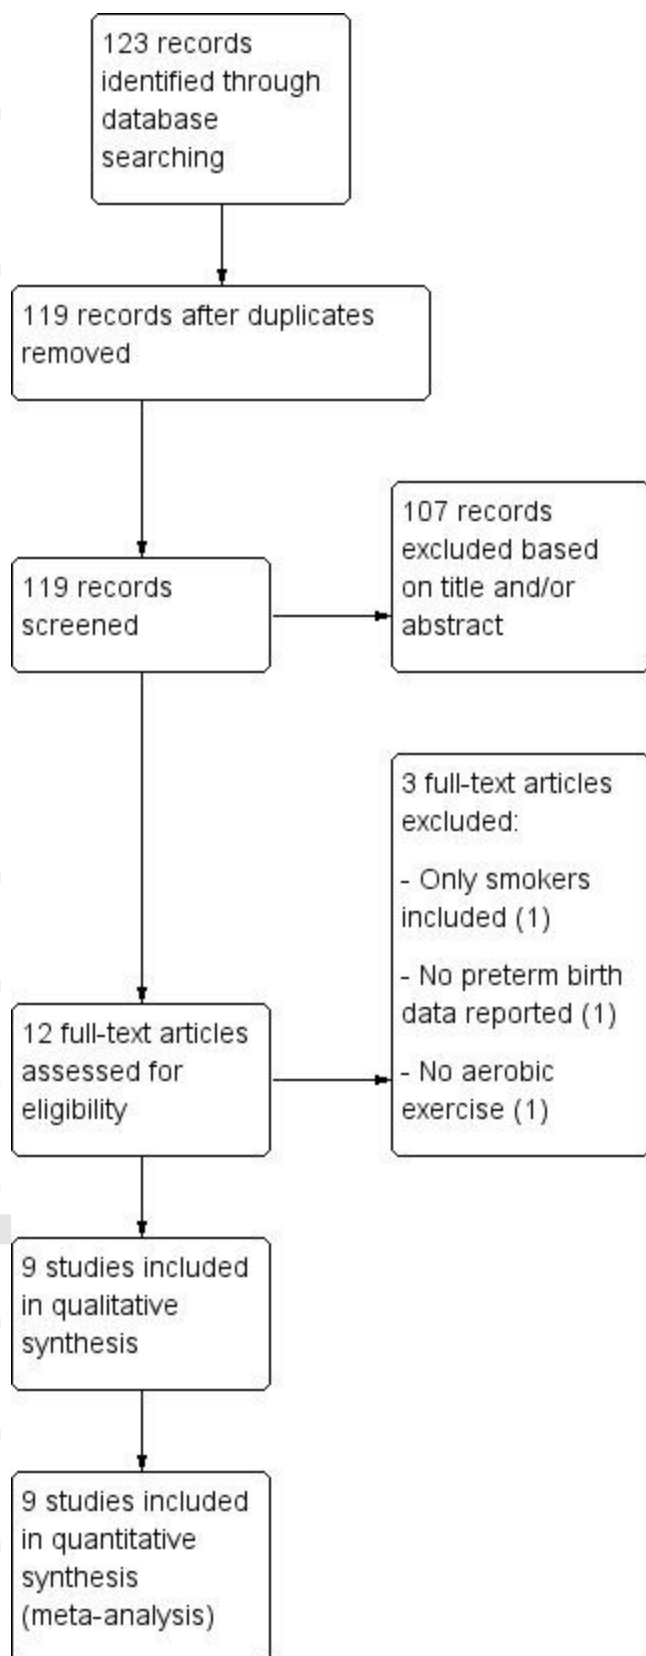 123 records
identified through
database
searching
119 records after duplicates
removed
119 records
screened
107 records
excluded based
on title and/or
abstract
3 full-text articles
excluded:
- Only smokers
included (1)
- No preterm birth
data reported (1)
- No aerobic
exercise (1)
12 full-text articles
assessed for
eligibility
9 studies included
in qualitative
synthesis
9 studies included
in quantitative
synthesis
(meta-analysis)